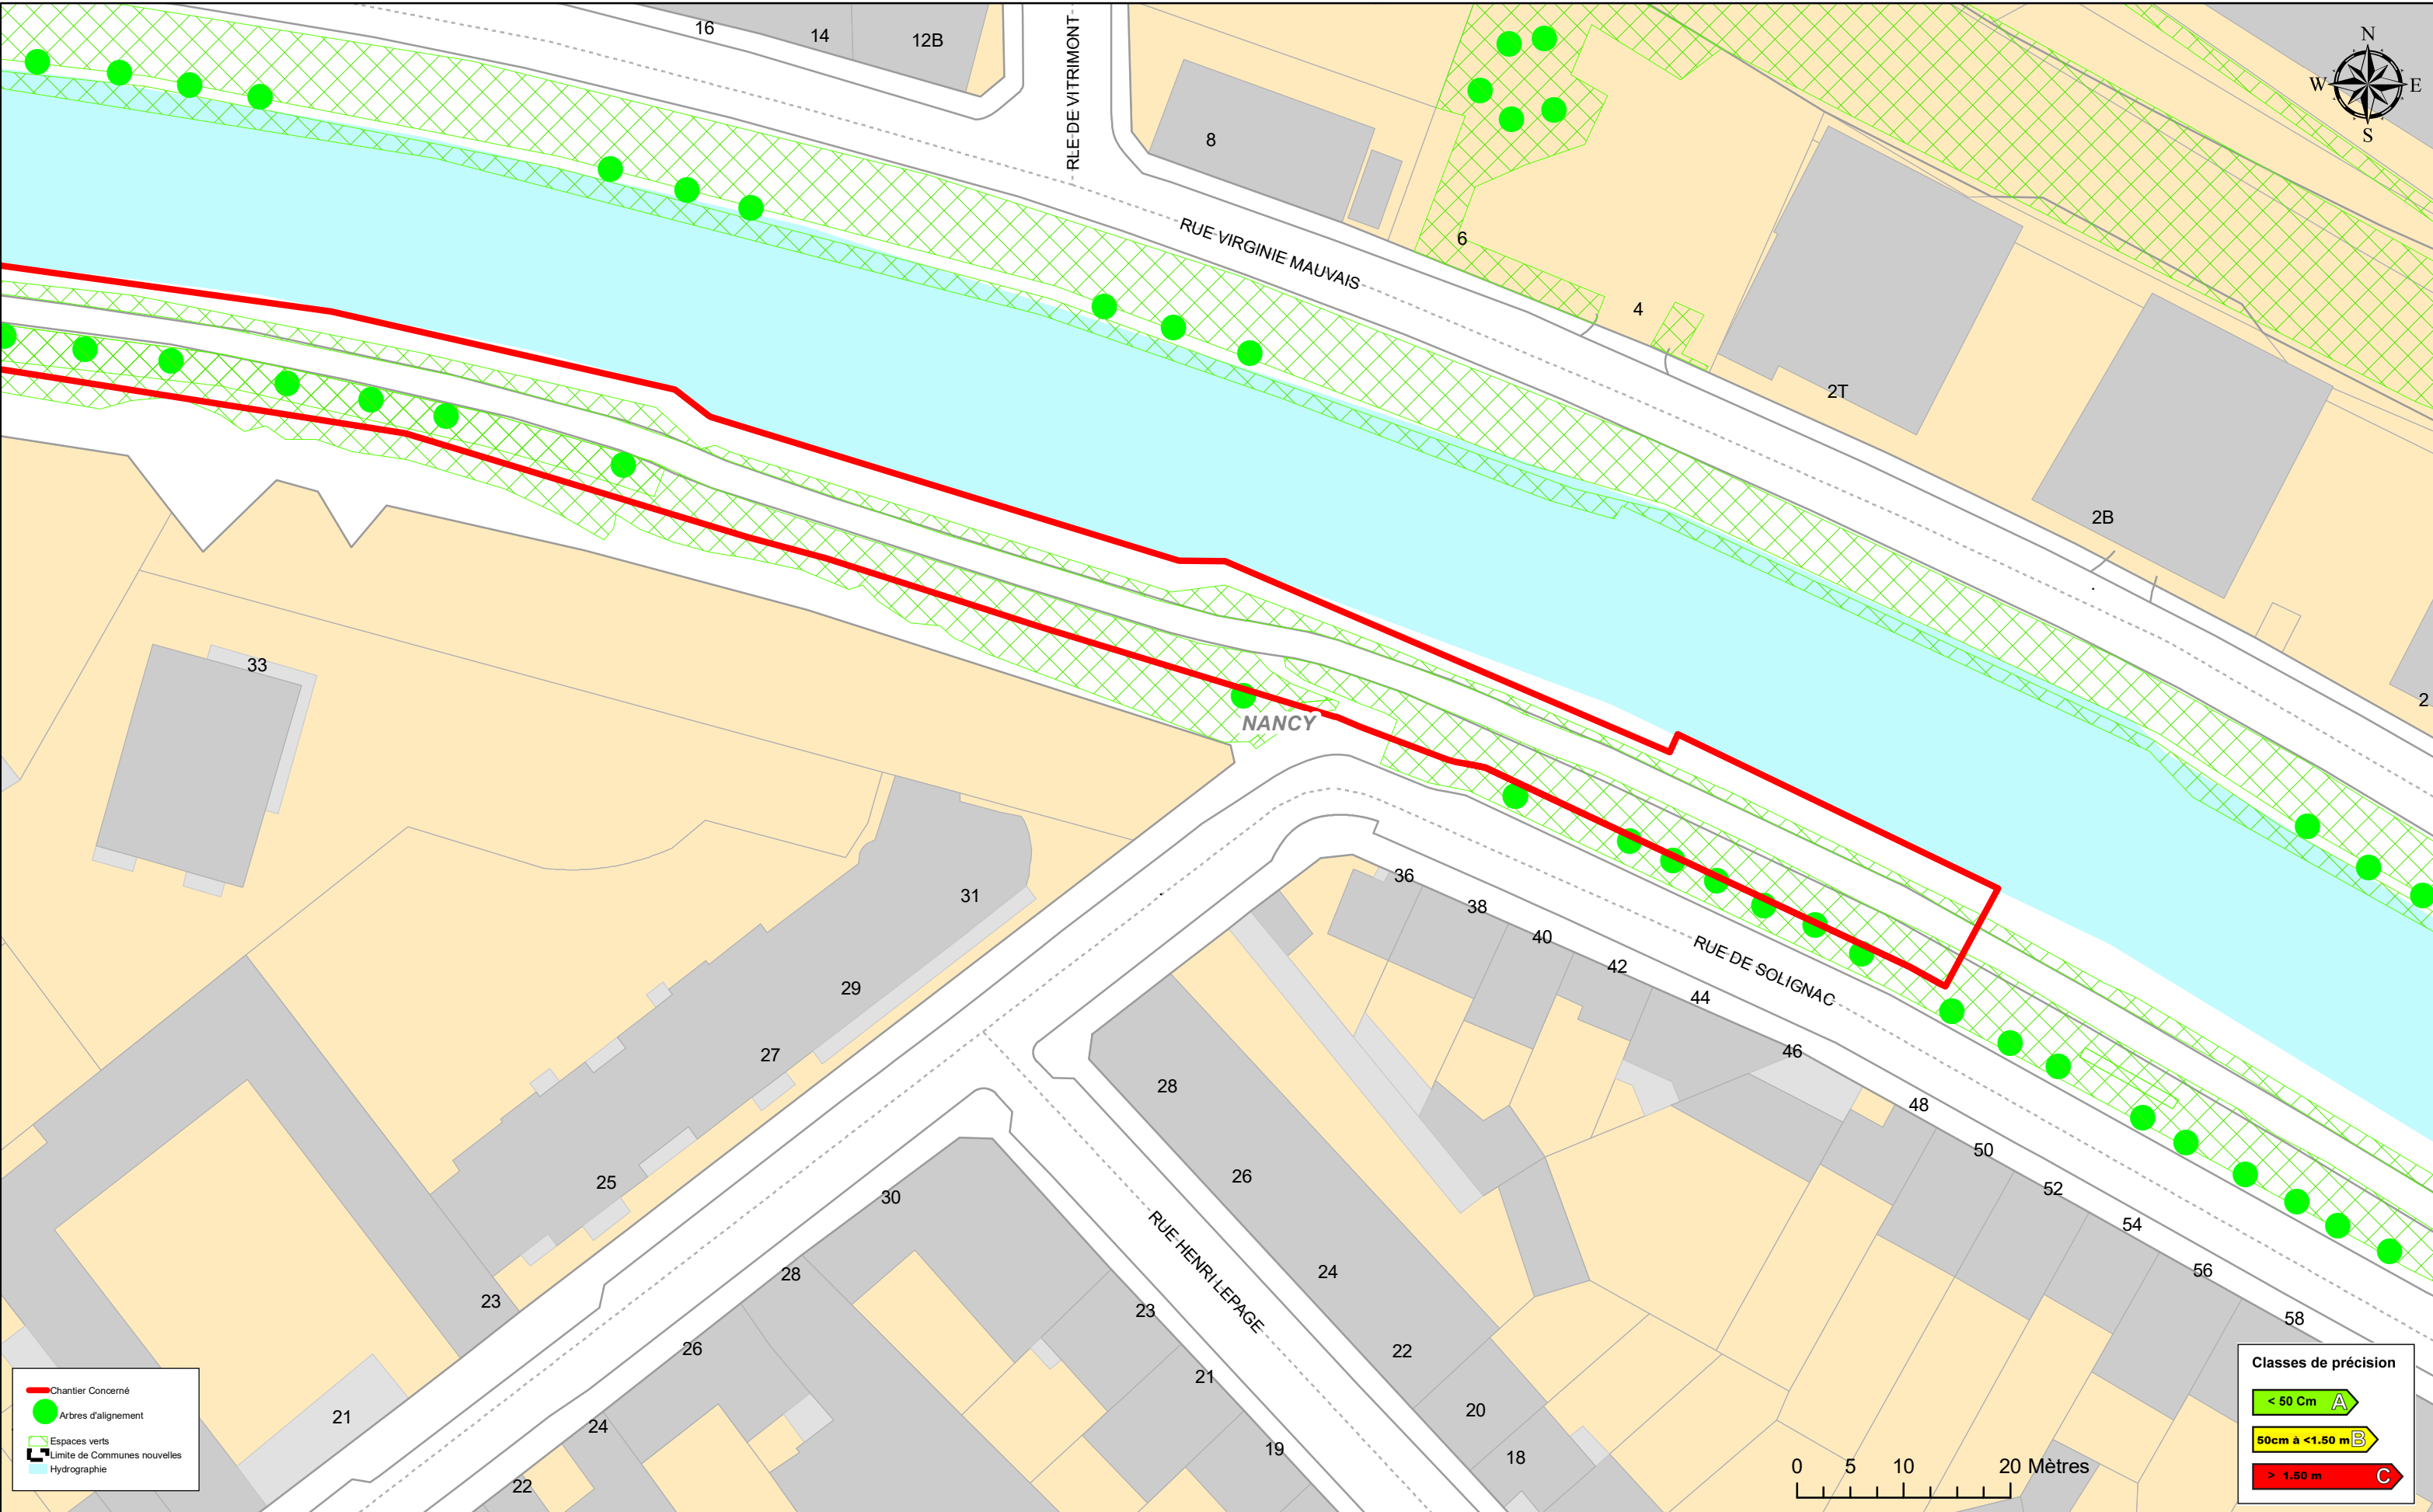 16
14
12B
RLE DE VITRIMONT
N
W
E
S
8
RUE VIRGINIE MAUVAIS
6
4
2T
2B
2
33
NANCY
36
38
40
42
44
46
48
50
52
54
56
58
RUE DE SOLIGNAC
31
29
27
25
23
21
28
26
24
22
20
18
30
28
26
24
22
RUE HENRI LEPAGE
23
21
19
Chantier Concerné
Arbres d'alignement
Espaces verts
Limite de Communes nouvelles
Hydrographie
0 5 10 20 Mètres
Classes de précision
< 50 Cm A
50cm à <1.50 m B
> 1.50 m C